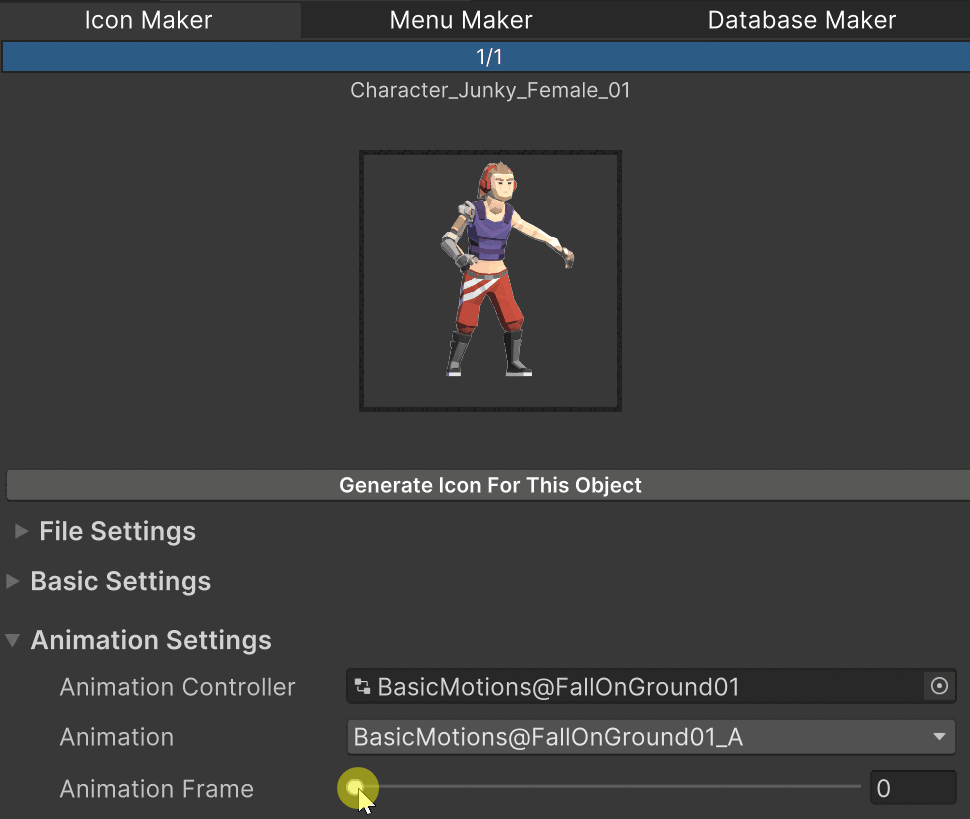 Icon Maker Menu Maker Database Maker
1/1
Character_Junky_Female_01
Generate Icon For This Object
File Settings
Basic Settings
Animation Settings
Animation Controller BasicMotions@FallOnGround01
Animation BasicMotions@FallOnGround01_A
Animation Frame 0